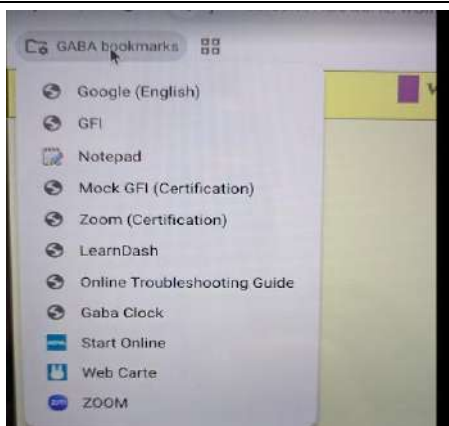 GABA bookmarks
Google (English)
GFI
Notepad
Mock GFI (Certification)
Zoom (Certification)
LearnDash
Online Troubleshooting Guide
Gaba Clock
Start Online
Web Carte
ZOOM